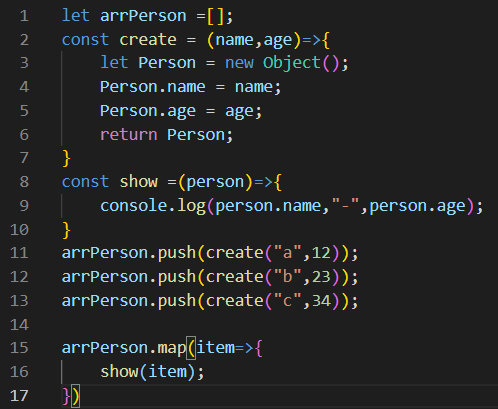 1 let arrPerson =[];
2 const create = (name,age)=>{
3     let Person = new Object();
4     Person.name = name;
5     Person.age = age;
6     return Person;
7 }
8 const show =(person)=>{
9     console.log(person.name,"-",person.age);
10 }
11 arrPerson.push(create("a",12));
12 arrPerson.push(create("b",23));
13 arrPerson.push(create("c",34));
14
15 arrPerson.map(item=>{
16     show(item);
17 })